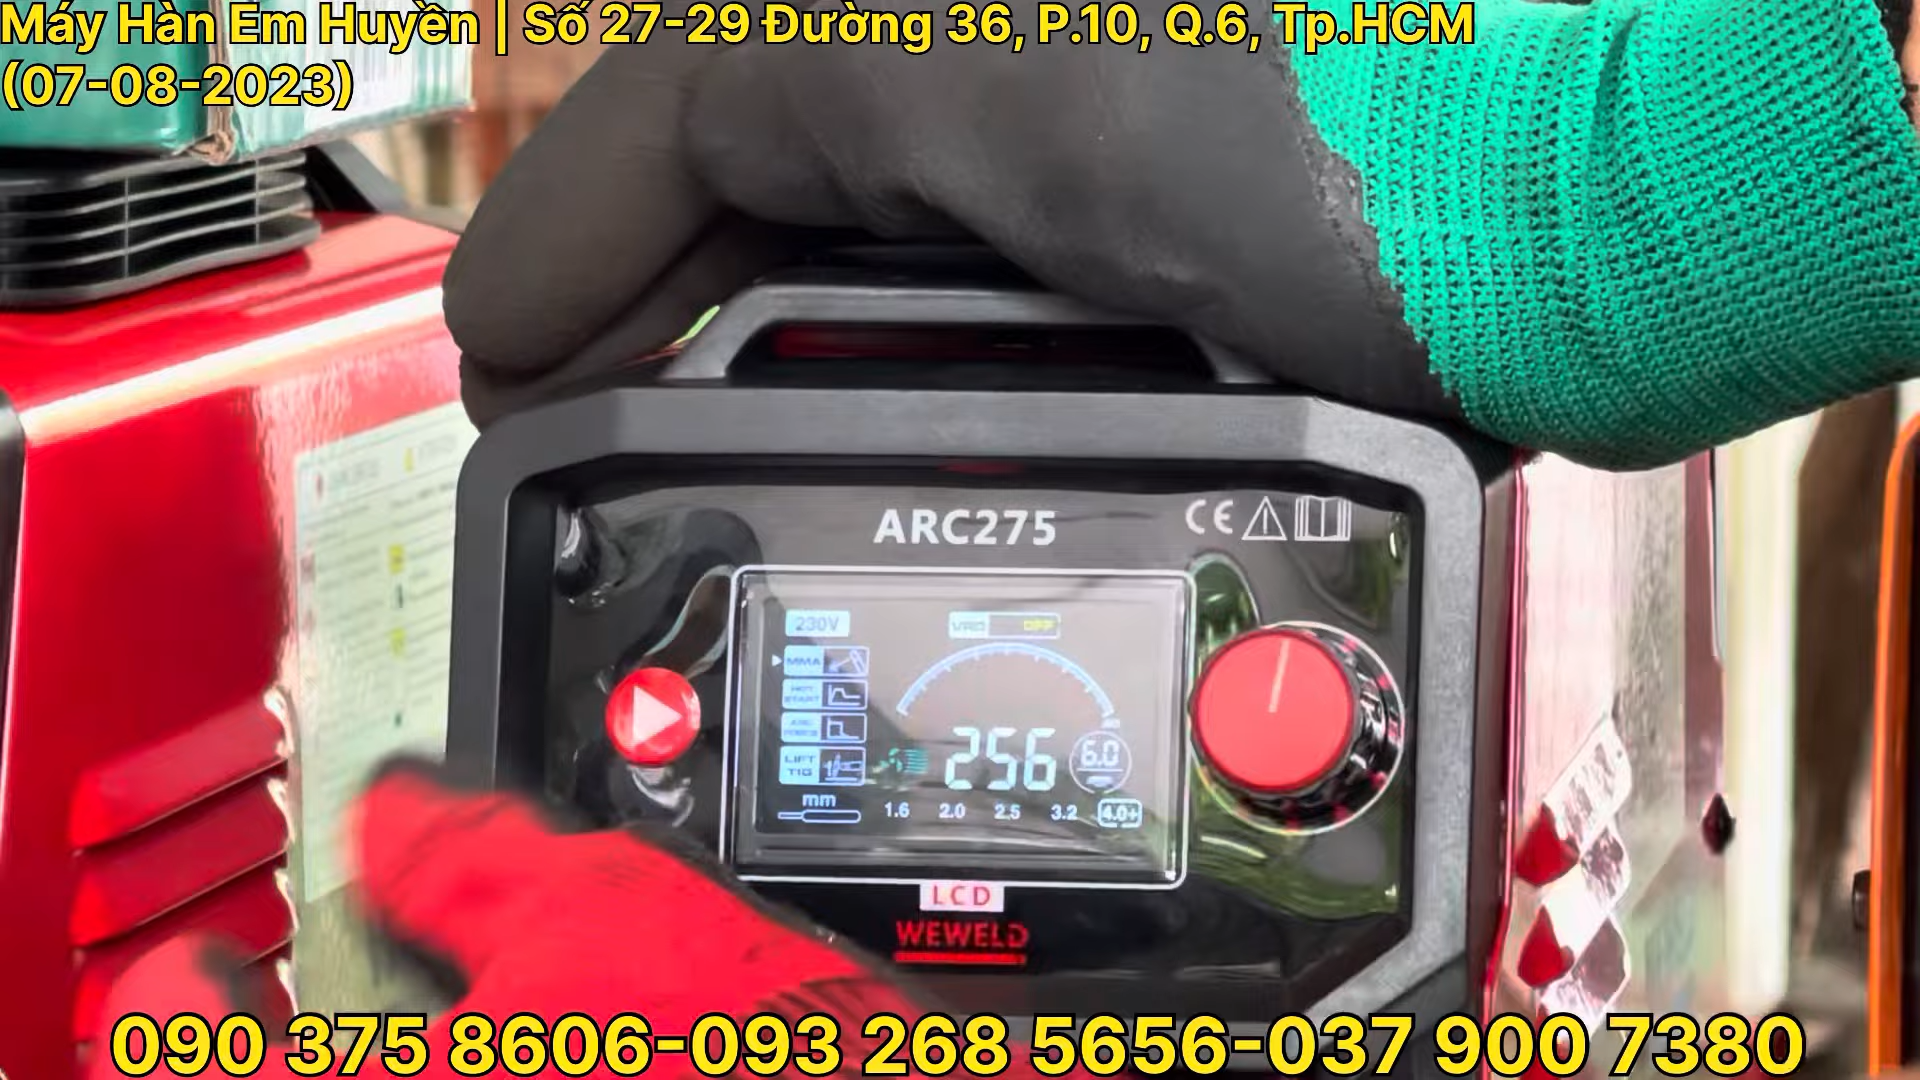 Máy Hàn Em Huyền | Số 27-29 Đường 36, P.10, Q.6, Tp.HCM
(07-08-2023)
ARC275
CE
230V
VRD OFF
MMA
HOT START
ARC FORCE
LIFT TIG
256
6.0
mm
1.6 2.0 2.5 3.2 4.0+
LCD
WEWELD
090 375 8606-093 268 5656-037 900 7380